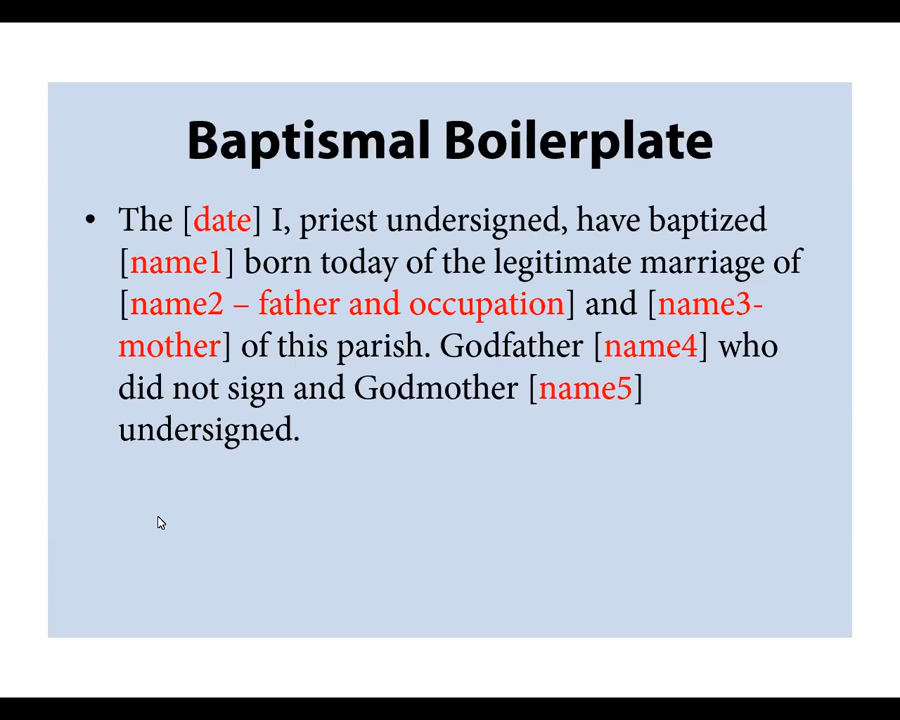 Baptismal Boilerplate
• The [date] I, priest undersigned, have baptized
[name1] born today of the legitimate marriage of
[name2 – father and occupation] and [name3-
mother] of this parish. Godfather [name4] who
did not sign and Godmother [name5]
undersigned.